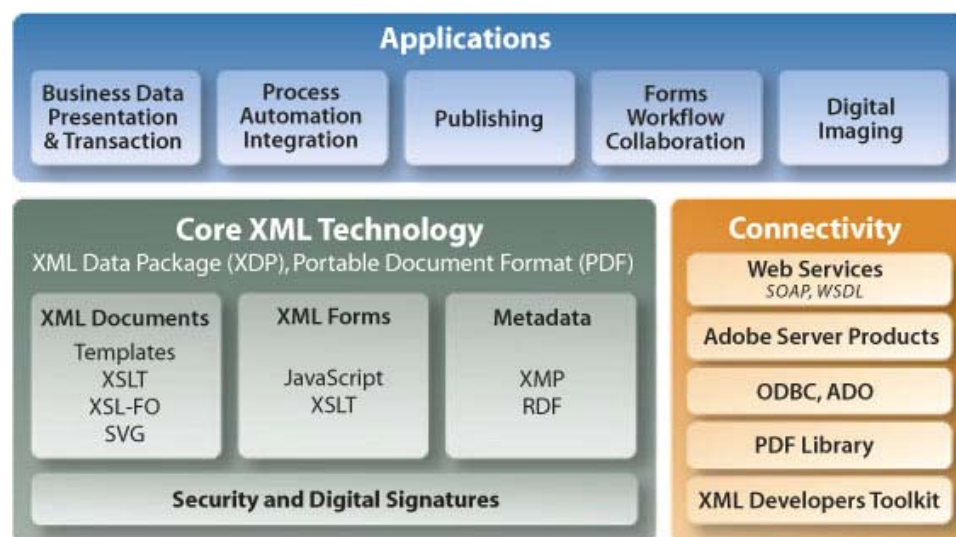 Applications
Business Data
Presentation
& Transaction
Process
Automation
Integration
Publishing
Forms
Workflow
Collaboration
Digital
Imaging
Core XML Technology
XML Data Package (XDP), Portable Document Format (PDF)
XML Documents
Templates
XSLT
XSL-FO
SVG
XML Forms
JavaScript
XSLT
Metadata
XMP
RDF
Security and Digital Signatures
Connectivity
Web Services
SOAP, WSDL
Adobe Server Products
ODBC, ADO
PDF Library
XML Developers Toolkit